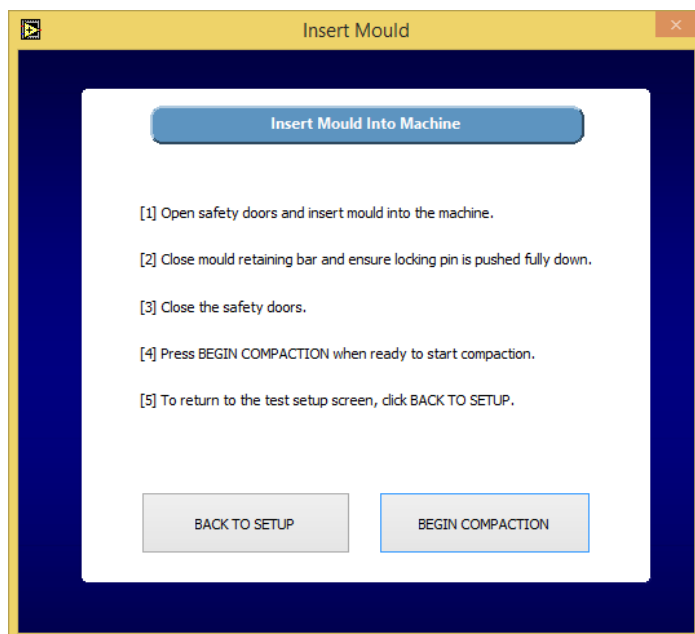 Insert Mould
Insert Mould Into Machine
[1] Open safety doors and insert mould into the machine.
[2] Close mould retaining bar and ensure locking pin is pushed fully down.
[3] Close the safety doors.
[4] Press BEGIN COMPACTION when ready to start compaction.
[5] To return to the test setup screen, click BACK TO SETUP.
BACK TO SETUP
BEGIN COMPACTION